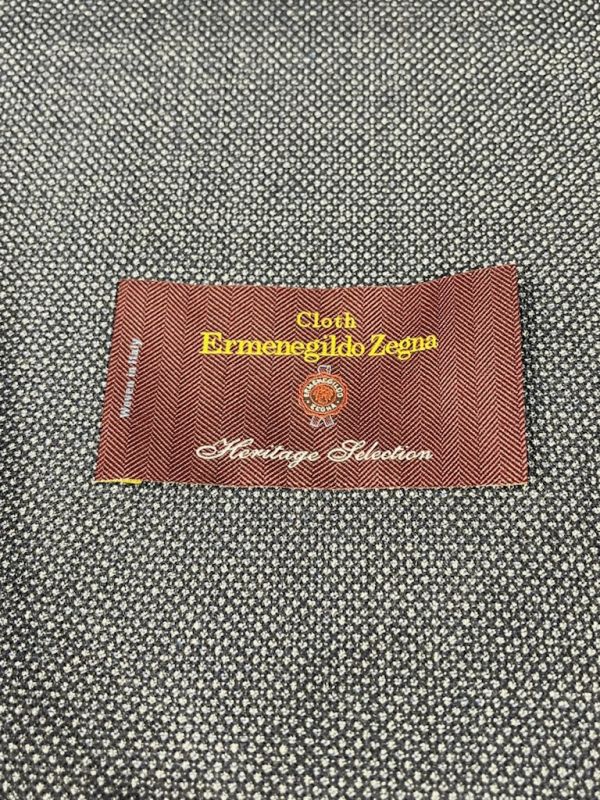 Cloth
Ermenegildo Zegna
ERMENEGILDO
ZEGNA
Heritage Selection
Woven in Italy